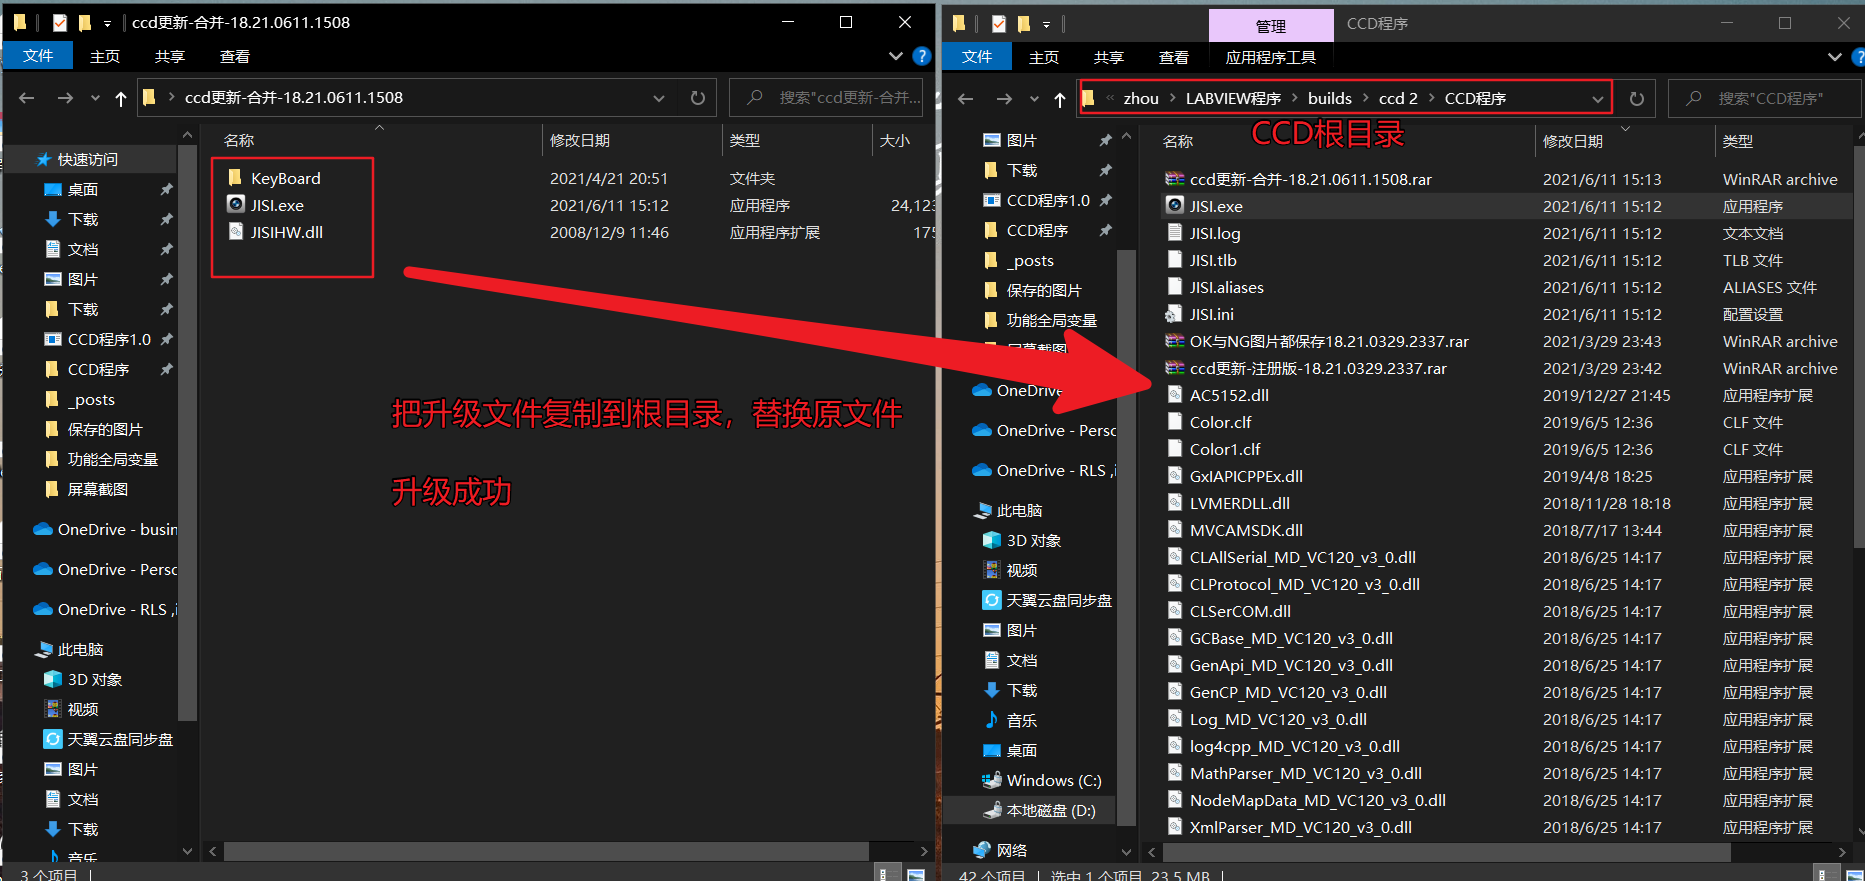 ccd更新-合并-18.21.0611.1508
文件 主页 共享 查看
ccd更新-合并-18.21.0611.1508
搜索"ccd更新-合并...
名称 修改日期 类型 大小
快速访问
桌面
下载
文档
图片
下载
CCD程序1.0
CCD程序
_posts
保存的图片
功能全局变量
屏幕截图
OneDrive - busin
OneDrive - Perso
OneDrive - RLS ,i
此电脑
3D 对象
视频
天翼云盘同步盘
图片
文档
下载
音乐
KeyBoard 2021/4/21 20:51 文件夹
JISI.exe 2021/6/11 15:12 应用程序 24,123
JISIHW.dll 2008/12/9 11:46 应用程序扩展 175
把升级文件复制到根目录，替换原文件
升级成功
3 个项目
管理 CCD程序
文件 主页 共享 查看 应用程序工具
« zhou › LABVIEW程序 › builds › ccd 2 › CCD程序
搜索"CCD程序"
CCD根目录
名称 修改日期 类型
图片
下载
CCD程序1.0
CCD程序
_posts
保存的图片
功能全局变量
屏幕截图
OneDrive
OneDrive - Perso
OneDrive - RLS ,i
此电脑
3D 对象
视频
天翼云盘同步盘
图片
文档
下载
音乐
桌面
Windows (C:)
本地磁盘 (D:)
网络
ccd更新-合并-18.21.0611.1508.rar 2021/6/11 15:13 WinRAR archive
JISI.exe 2021/6/11 15:12 应用程序
JISI.log 2021/6/11 15:12 文本文档
JISI.tlb 2021/6/11 15:12 TLB 文件
JISI.aliases 2021/6/11 15:12 ALIASES 文件
JISI.ini 2021/6/11 15:12 配置设置
OK与NG图片都保存18.21.0329.2337.rar 2021/3/29 23:43 WinRAR archive
ccd更新-注册版-18.21.0329.2337.rar 2021/3/29 23:42 WinRAR archive
AC5152.dll 2019/12/27 21:45 应用程序扩展
Color.clf 2019/6/5 12:36 CLF 文件
Color1.clf 2019/6/5 12:36 CLF 文件
GxIAPICPPEx.dll 2019/4/8 18:25 应用程序扩展
LVMERDLL.dll 2018/11/28 18:18 应用程序扩展
MVCAMSDK.dll 2018/7/17 13:44 应用程序扩展
CLAllSerial_MD_VC120_v3_0.dll 2018/6/25 14:17 应用程序扩展
CLProtocol_MD_VC120_v3_0.dll 2018/6/25 14:17 应用程序扩展
CLSerCOM.dll 2018/6/25 14:17 应用程序扩展
GCBase_MD_VC120_v3_0.dll 2018/6/25 14:17 应用程序扩展
GenApi_MD_VC120_v3_0.dll 2018/6/25 14:17 应用程序扩展
GenCP_MD_VC120_v3_0.dll 2018/6/25 14:17 应用程序扩展
Log_MD_VC120_v3_0.dll 2018/6/25 14:17 应用程序扩展
log4cpp_MD_VC120_v3_0.dll 2018/6/25 14:17 应用程序扩展
MathParser_MD_VC120_v3_0.dll 2018/6/25 14:17 应用程序扩展
NodeMapData_MD_VC120_v3_0.dll 2018/6/25 14:17 应用程序扩展
XmlParser_MD_VC120_v3_0.dll 2018/6/25 14:17 应用程序扩展
42 个项目 选中 1 个项目 23.5 MB